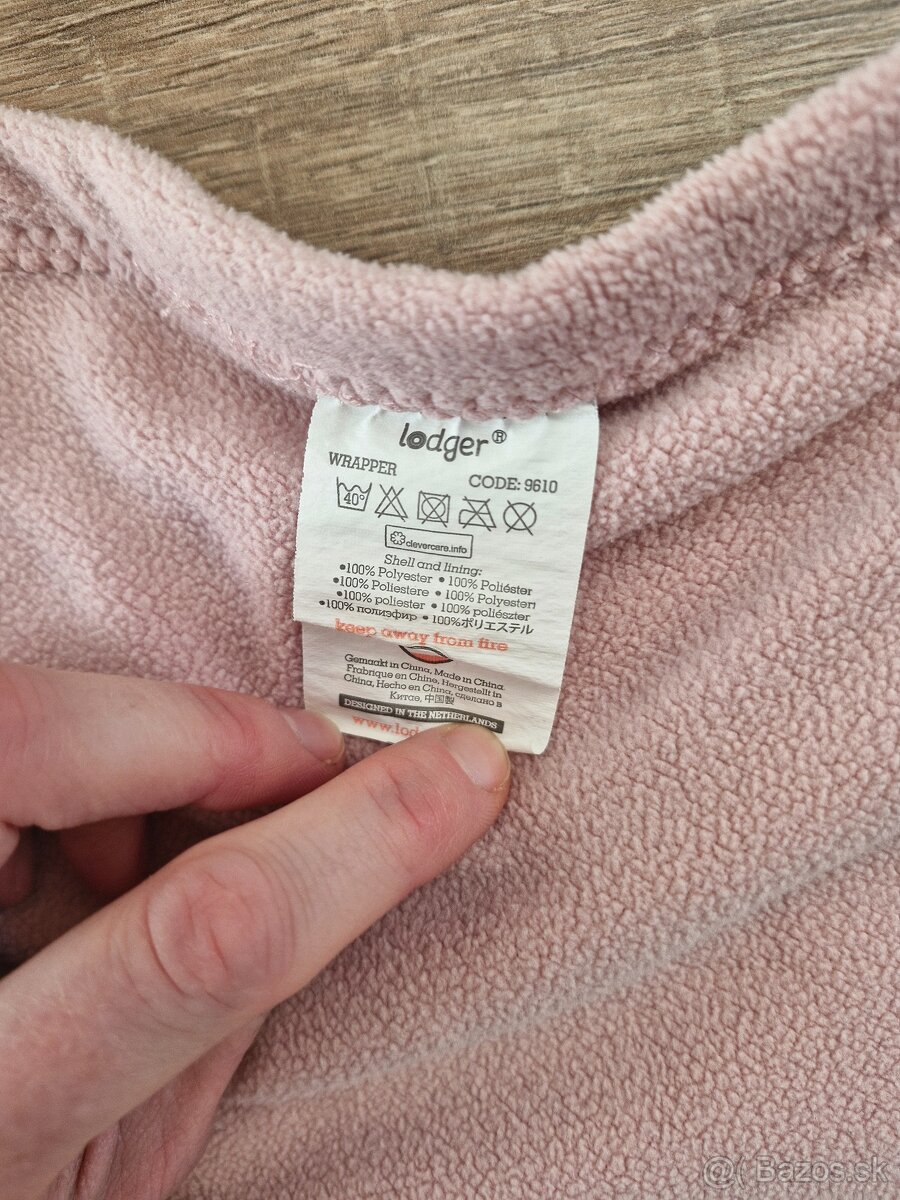 lodger®
WRAPPER
CODE: 9610
40°
clevercare.info
Shell and lining:
•100% Polyester • 100% Poliéster
•100% Poliestere • 100% Polyesteri
•100% poliester • 100% poliészter
•100% полиэфир • 100%ポリエステル
keep away from fire
Gemaakt in China, Made in China
Frabrique en Chine, Hergestellt in
China, Hecho en China, сделано в
Китае, 中国製
DESIGNED IN THE NETHERLANDS
www.lod
@( Bazos.sk